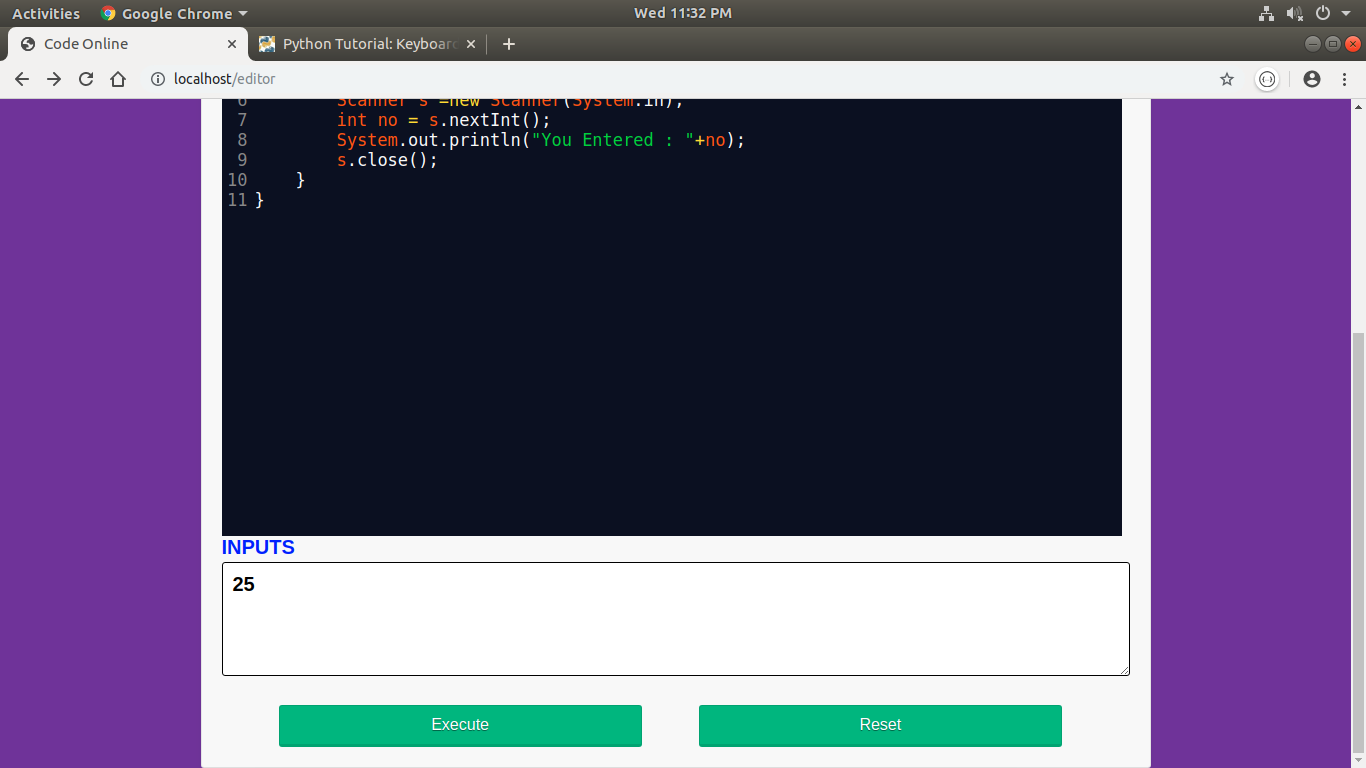 Activities Google Chrome Wed 11:32 PM
Code Online Python Tutorial: Keyboar
localhost/editor
6 Scanner s =new Scanner(System.in);
7 int no = s.nextInt();
8 System.out.println("You Entered : "+no);
9 s.close();
10 }
11 }
INPUTS
25
Execute Reset